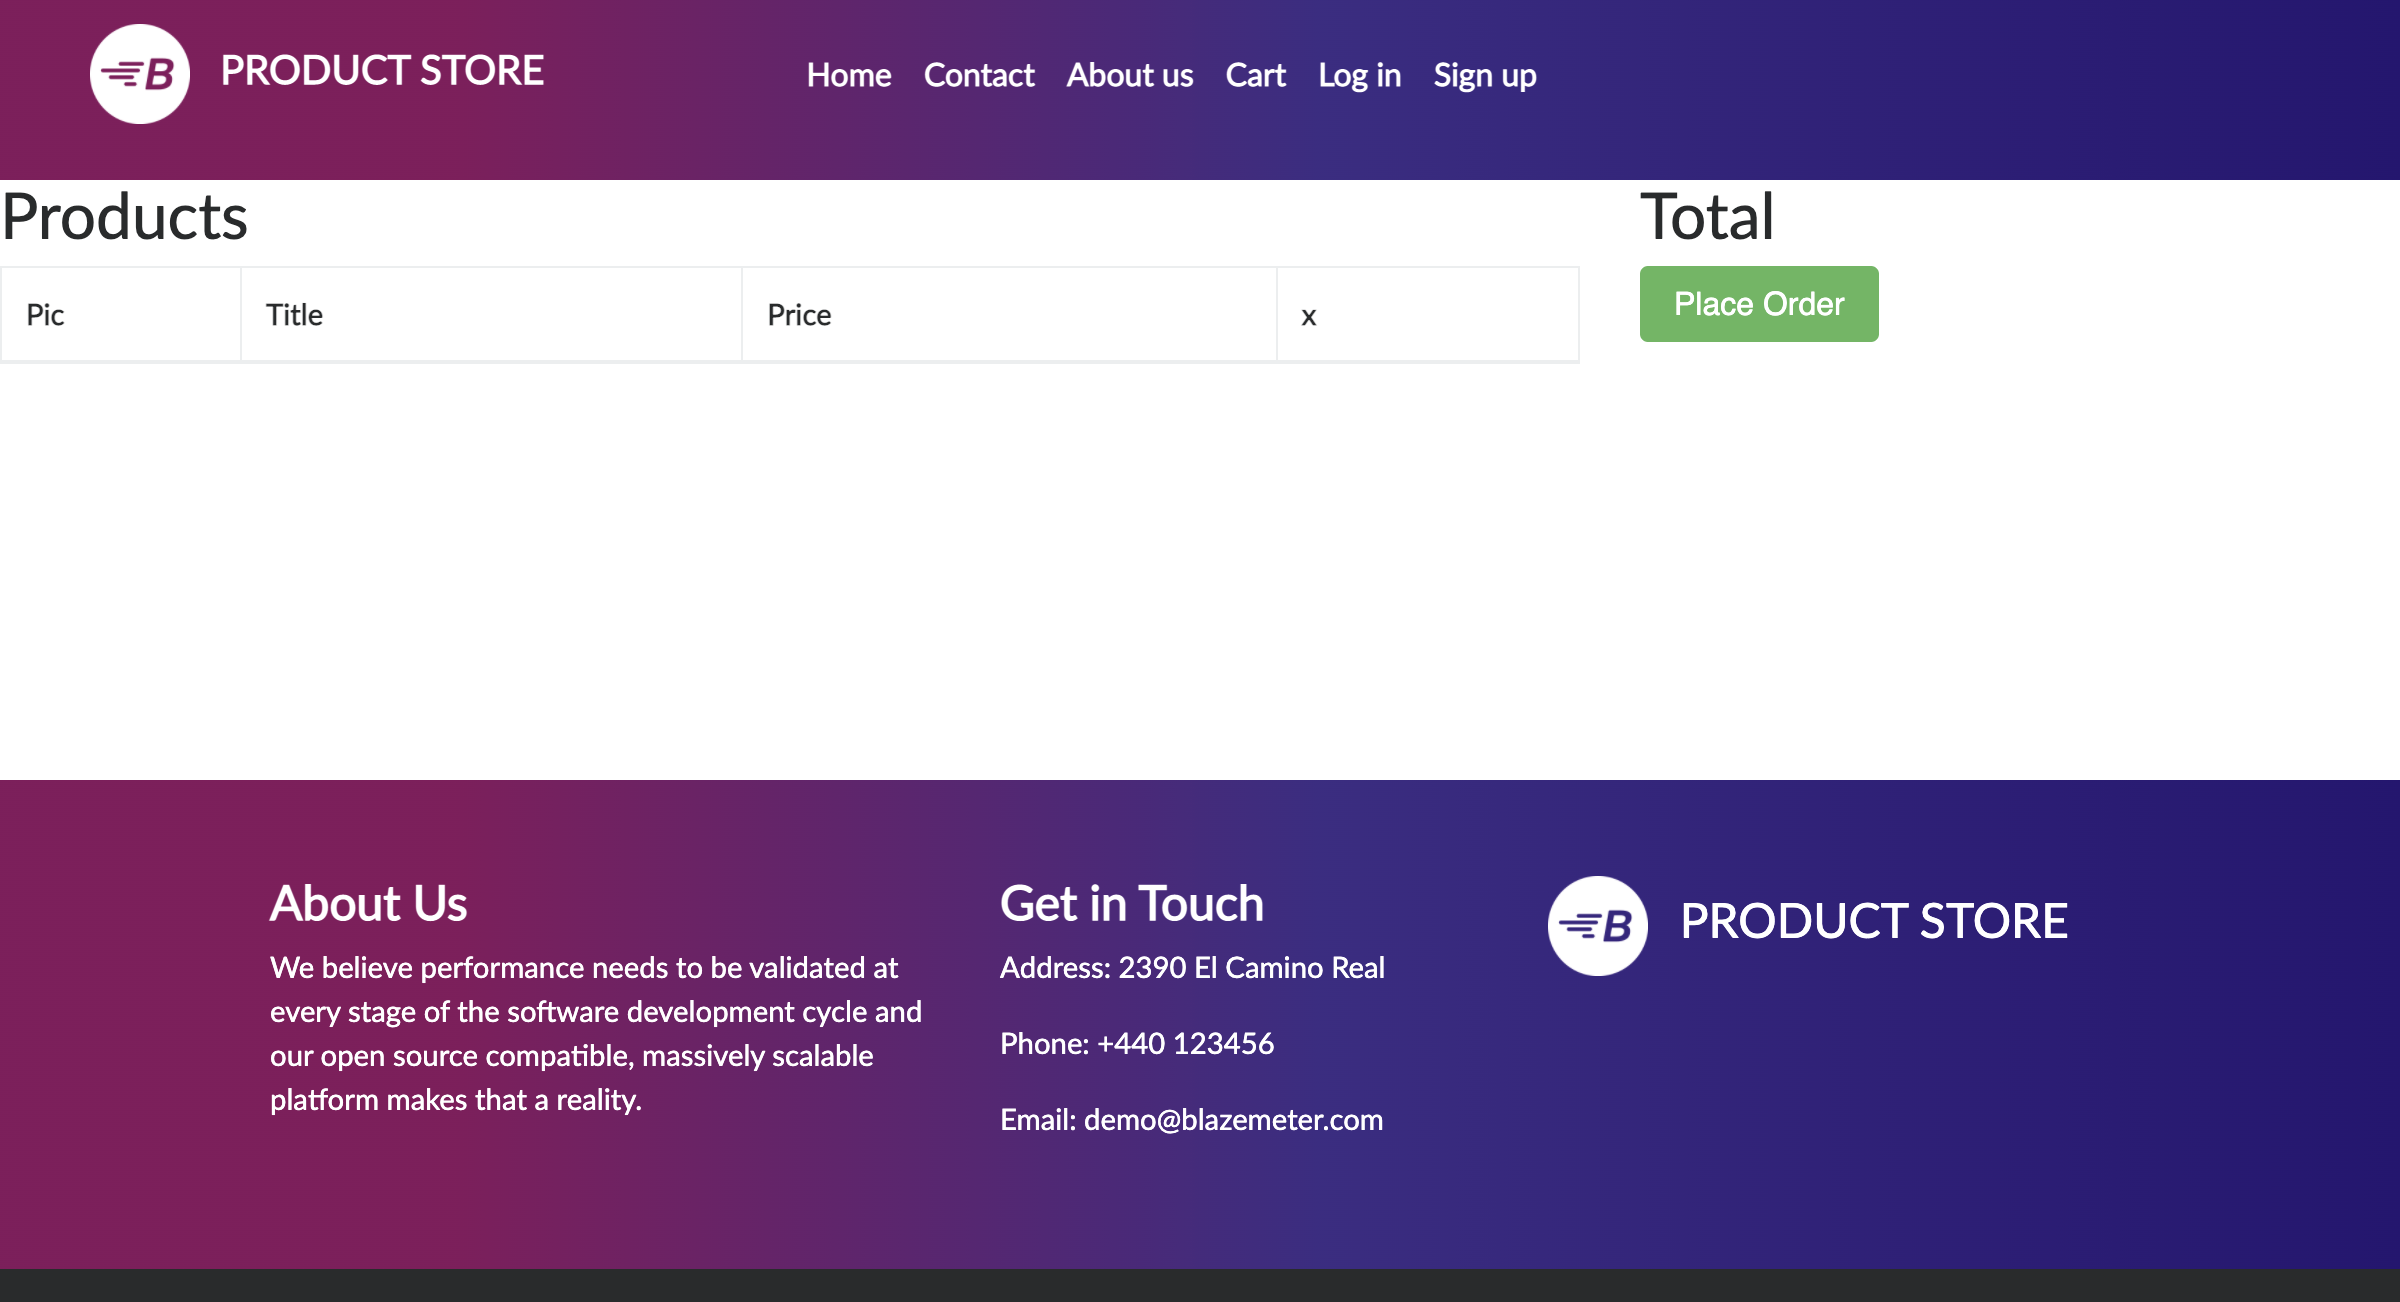 B PRODUCT STORE
Home Contact About us Cart Log in Sign up
Products
Total
Pic Title Price x
Place Order
About Us
We believe performance needs to be validated at
every stage of the software development cycle and
our open source compatible, massively scalable
platform makes that a reality.
Get in Touch
Address: 2390 El Camino Real
Phone: +440 123456
Email: demo@blazemeter.com
B PRODUCT STORE